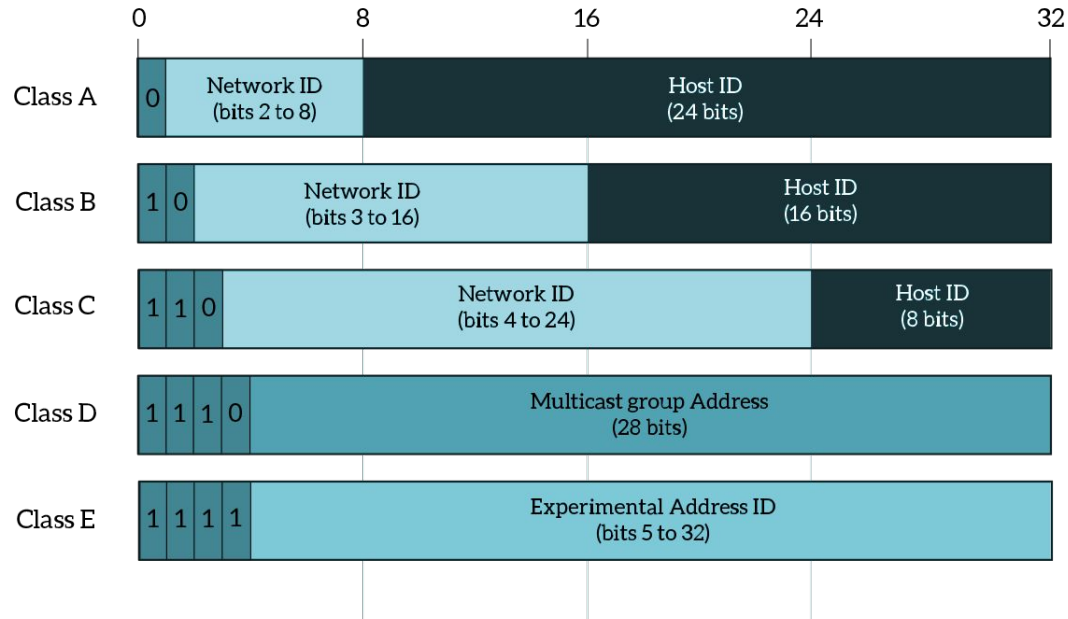 0 8 16 24 32
Class A
0
Network ID
(bits 2 to 8)
Host ID
(24 bits)
Class B
1 0
Network ID
(bits 3 to 16)
Host ID
(16 bits)
Class C
1 1 0
Network ID
(bits 4 to 24)
Host ID
(8 bits)
Class D
1 1 1 0
Multicast group Address
(28 bits)
Class E
1 1 1 1
Experimental Address ID
(bits 5 to 32)